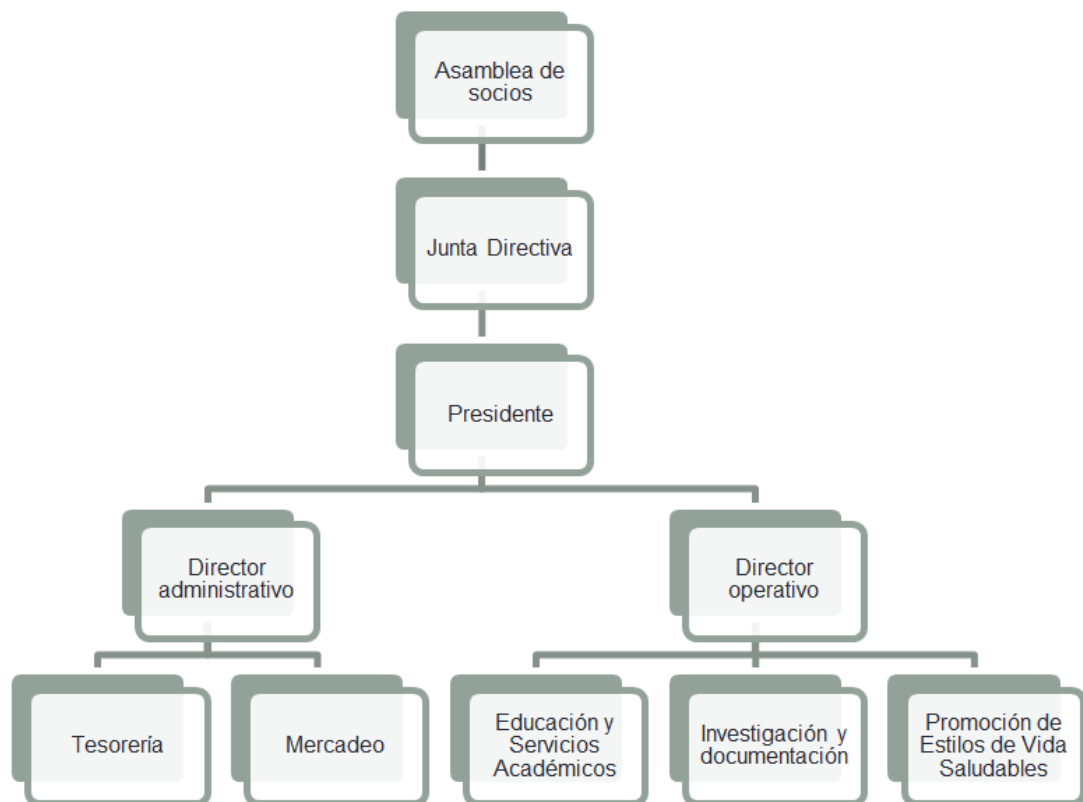 Asamblea de
socios
Junta Directiva
Presidente
Director
administrativo
Director
operativo
Tesorería
Mercadeo
Educación y
Servicios
Académicos
Investigación y
documentación
Promoción de
Estilos de Vida
Saludables